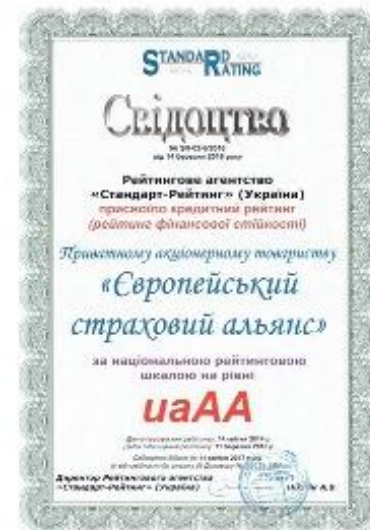 STANDARD
RATING
Свідоцтво
Рейтингове агентство
«Стандарт-Рейтинг» (Україна)
присвоїло кредитний рейтинг
(рейтинг фінансової стійкості)
Приватному акціонерному товариству
«Європейський
страховий альянс»
за національною рейтинговою
шкалою на рівні
uaAA
Директор Рейтингового агентства
«Стандарт-Рейтинг» (Україна)